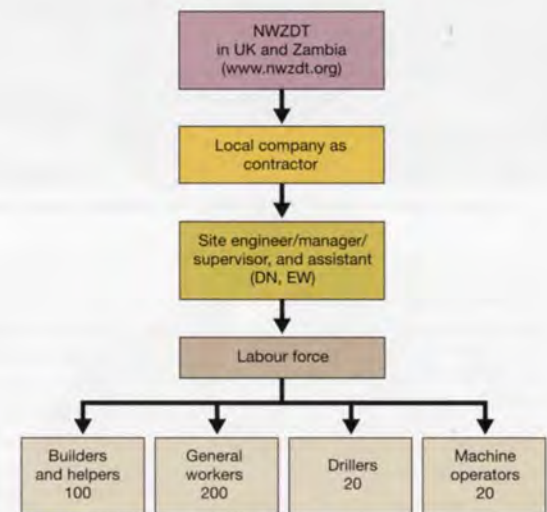 NWZDT
in UK and Zambia
(www.nwzdt.org)
Local company as
contractor
Site engineer/manager/
supervisor, and assistant
(DN, EW)
Labour force
Builders
and helpers
100
General
workers
200
Drillers
20
Machine
operators
20